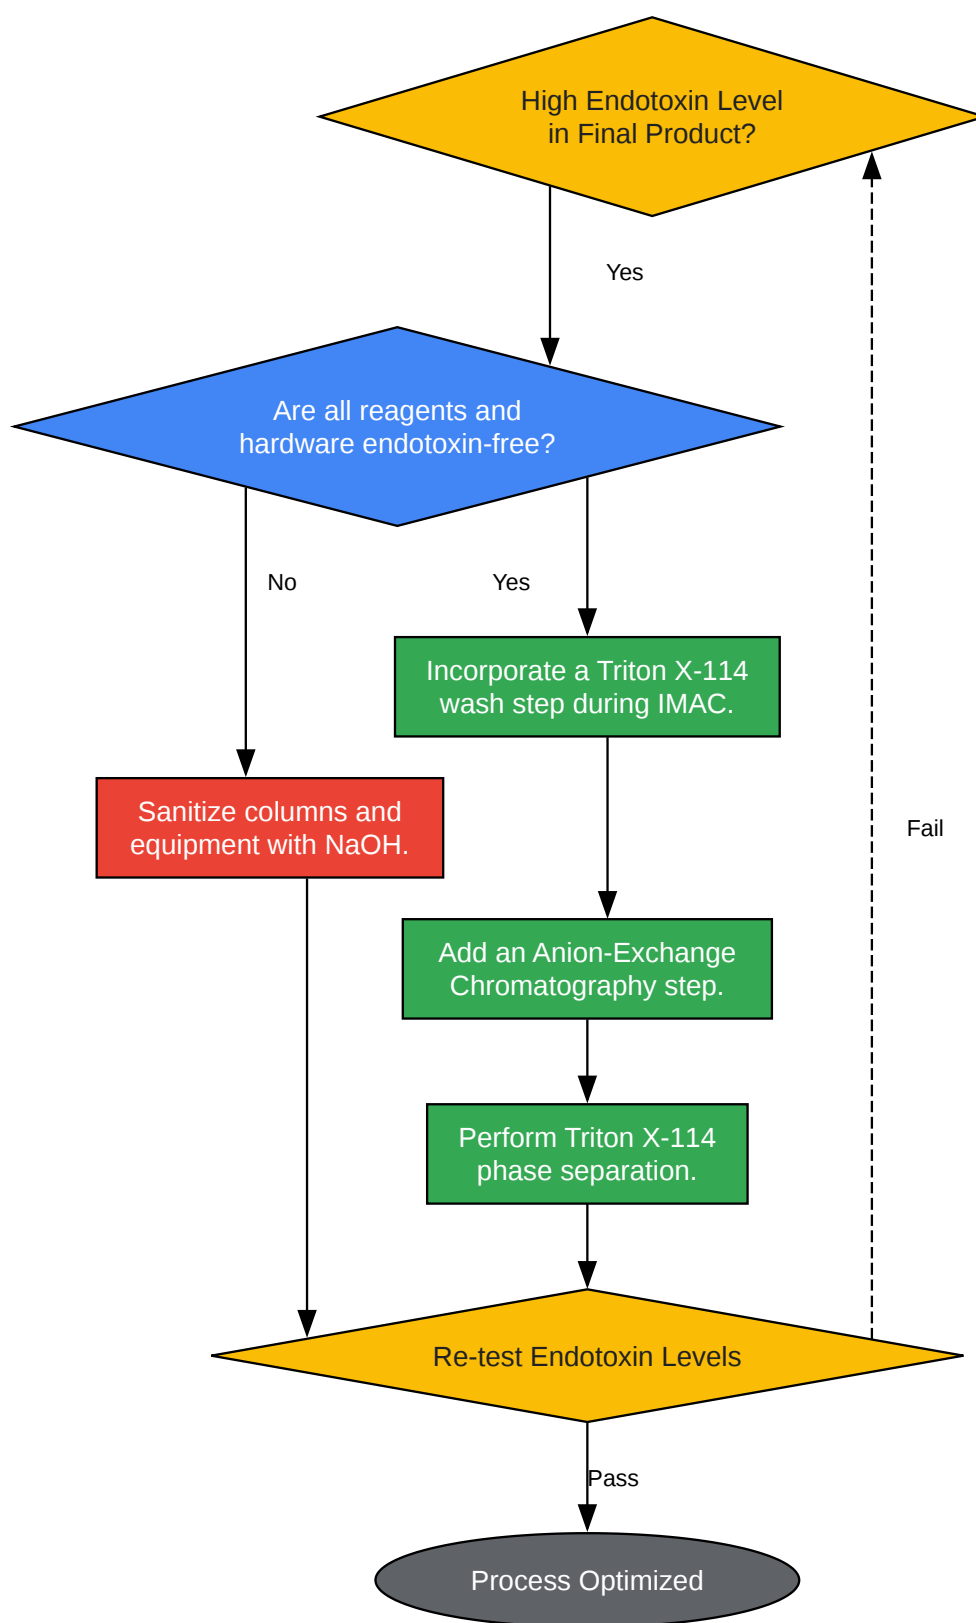 High Endotoxin Level
in Final Product?
Yes
Are all reagents and
hardware endotoxin-free?
No
Yes
Incorporate a Triton X-114
wash step during IMAC.
Sanitize columns and
equipment with NaOH.
Fail
Add an Anion-Exchange
Chromatography step.
Perform Triton X-114
phase separation.
Re-test Endotoxin Levels
Pass
Process Optimized